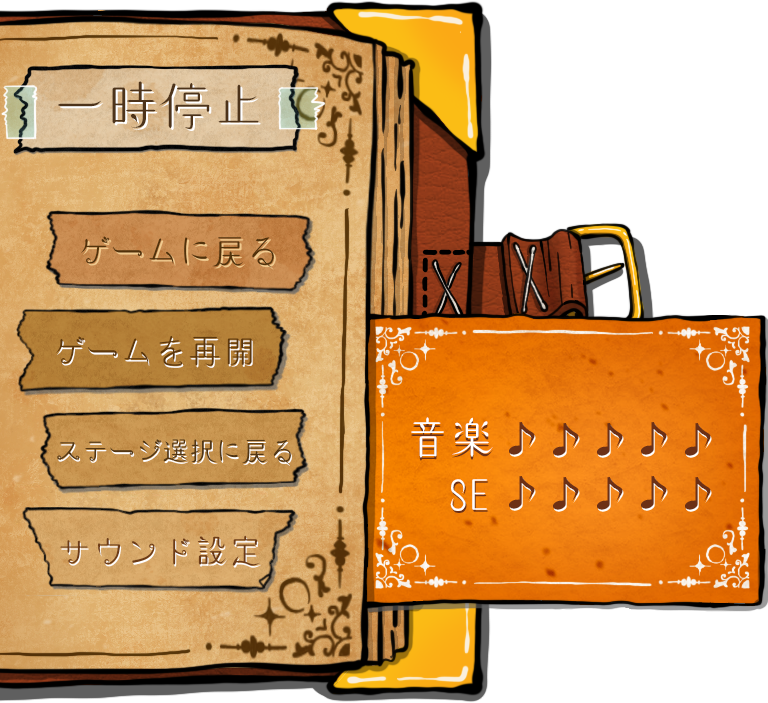 一時停止
ゲームに戻る
ゲームを再開
ステージ選択に戻る
サウンド設定
音楽 ♪ ♪ ♪ ♪ ♪
SE ♪ ♪ ♪ ♪ ♪